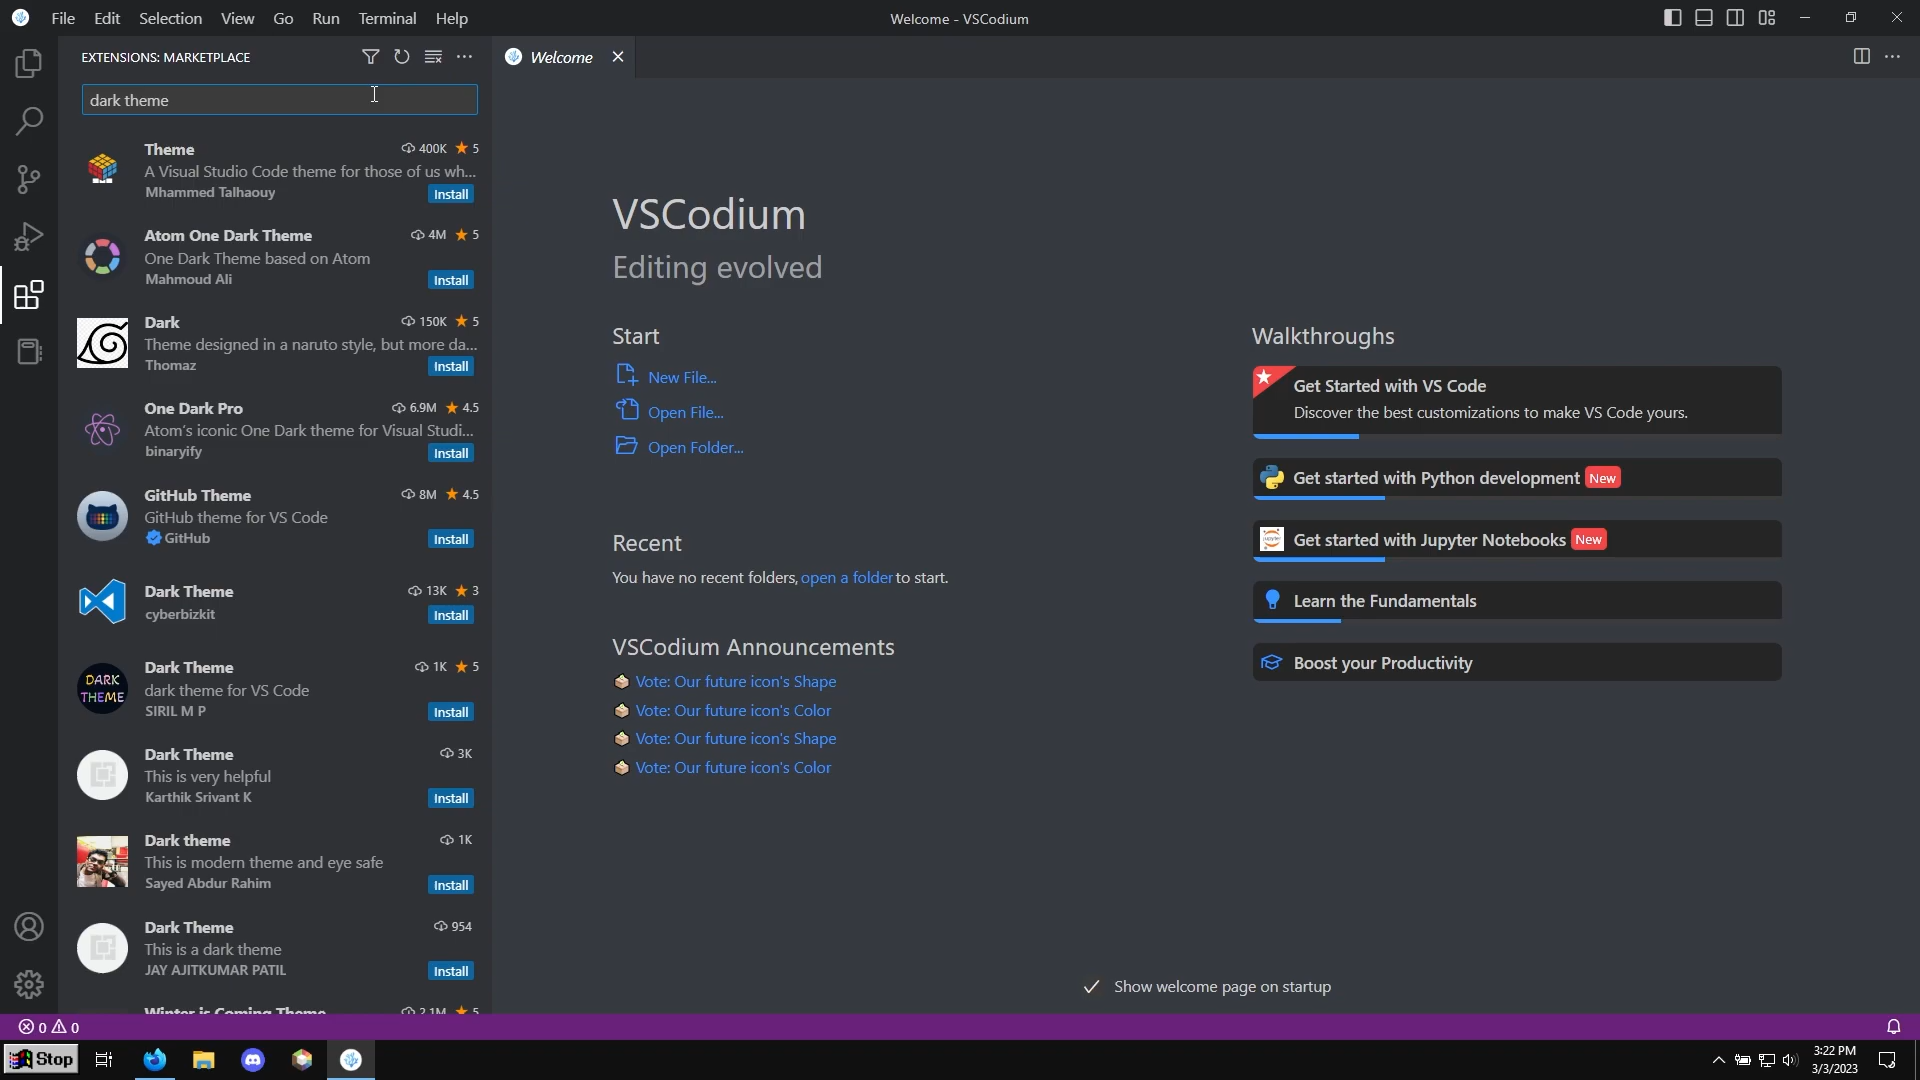 File Edit Selection View Go Run Terminal Help
Welcome - VSCodium
EXTENSIONS: MARKETPLACE
Welcome
dark theme
Theme 400K 5
A Visual Studio Code theme for those of us wh...
Mhammed Talhaouy Install
Atom One Dark Theme 4M 5
One Dark Theme based on Atom
Mahmoud Ali Install
Dark 150K 5
Theme designed in a naruto style, but more da...
Thomaz Install
One Dark Pro 6.9M 4.5
Atom's iconic One Dark theme for Visual Studi...
binaryify Install
GitHub Theme 8M 4.5
GitHub theme for VS Code
GitHub Install
Dark Theme 13K 3
cyberbizkit Install
DARK THEME
Dark Theme 1K 5
dark theme for VS Code
SIRIL M P Install
Dark Theme 3K
This is very helpful
Karthik Srivant K Install
Dark theme 1K
This is modern theme and eye safe
Sayed Abdur Rahim Install
Dark Theme 954
This is a dark theme
JAY AJITKUMAR PATIL Install
Winter is Coming Theme 2.1M 5
VSCodium
Editing evolved
Start
New File...
Open File...
Open Folder...
Recent
You have no recent folders, open a folder to start.
VSCodium Announcements
Vote: Our future icon's Shape
Vote: Our future icon's Color
Vote: Our future icon's Shape
Vote: Our future icon's Color
Walkthroughs
Get Started with VS Code
Discover the best customizations to make VS Code yours.
Get started with Python development New
Get started with Jupyter Notebooks New
Learn the Fundamentals
Boost your Productivity
Show welcome page on startup
0 0
Stop
3:22 PM
3/3/2023